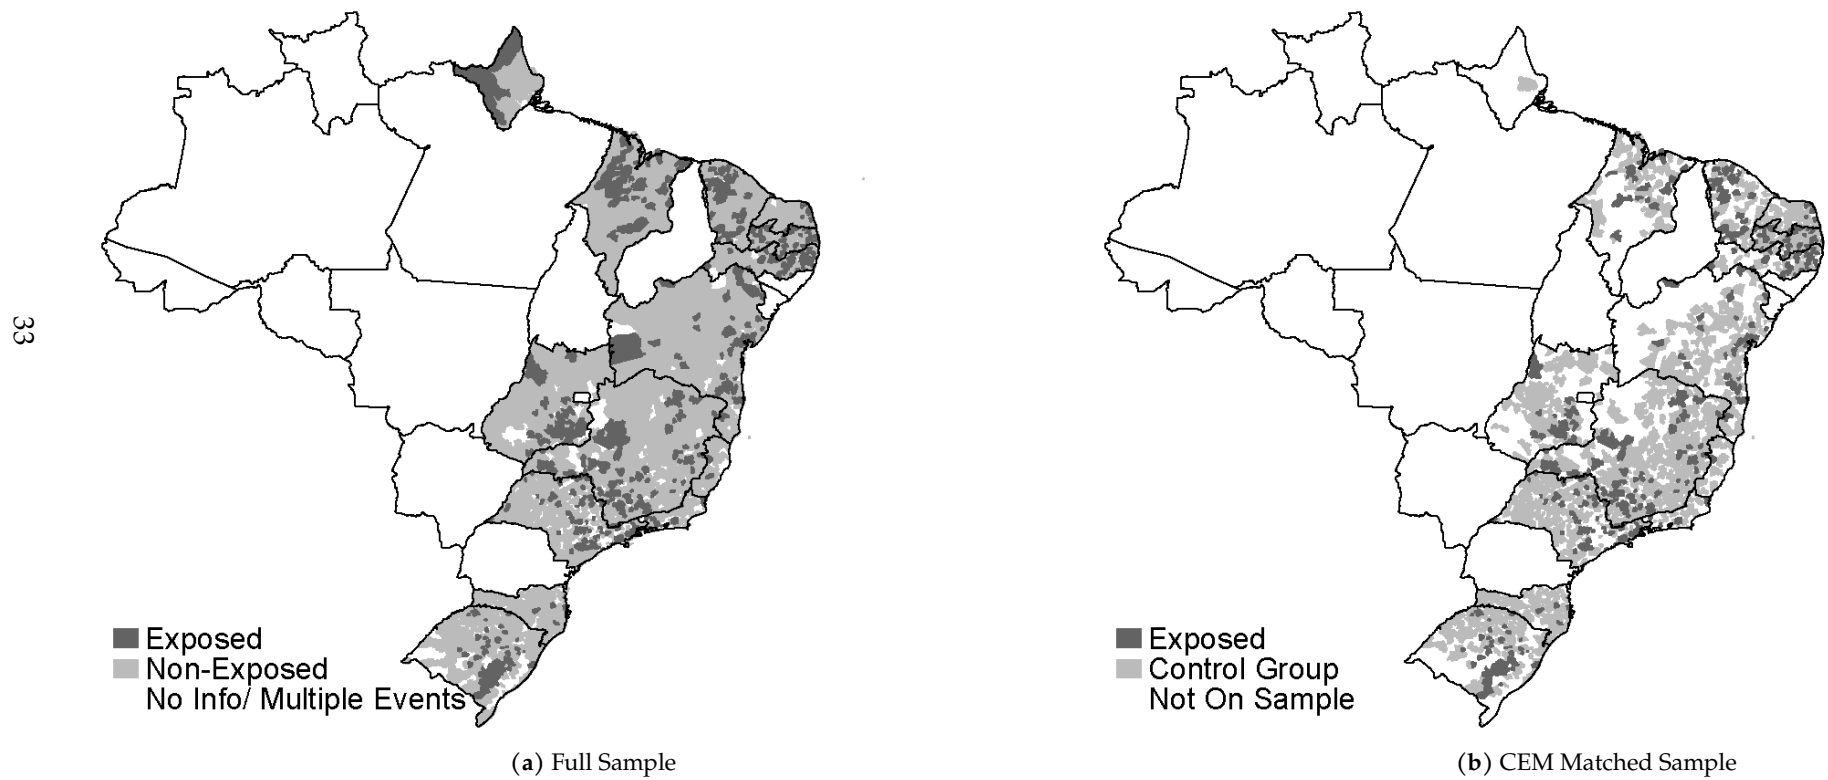 33
Exposed
Non-Exposed
No Info/ Multiple Events
(a) Full Sample
Exposed
Control Group
Not On Sample
(b) CEM Matched Sample